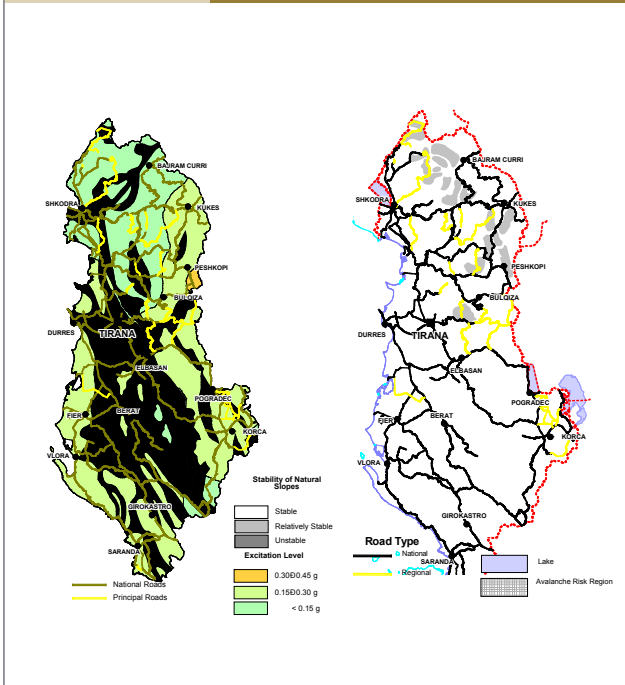 BAJRAM CURRI
SHKODRA
KUKES
PESHKOPI
BULQIZA
DURRES
TIRANA
ELBASAN
POGRADEC
FIER
BERAT
KORCA
VLORA
GIROKASTRO
SARANDA
National Roads
Principal Roads
Stability of Natural
Slopes
Stable
Relatively Stable
Unstable
Excitation Level
0.30Ð0.45 g
0.15Ð0.30 g
< 0.15 g
BAJRAM CURRI
SHKODRA
KUKES
PESHKOPI
BULQIZA
DURRES
TIRANA
ELBASAN
POGRADEC
FIER
BERAT
KORCA
VLORA
GIROKASTRO
SARANDA
Road Type
National
Regional
Lake
Avalanche Risk Region